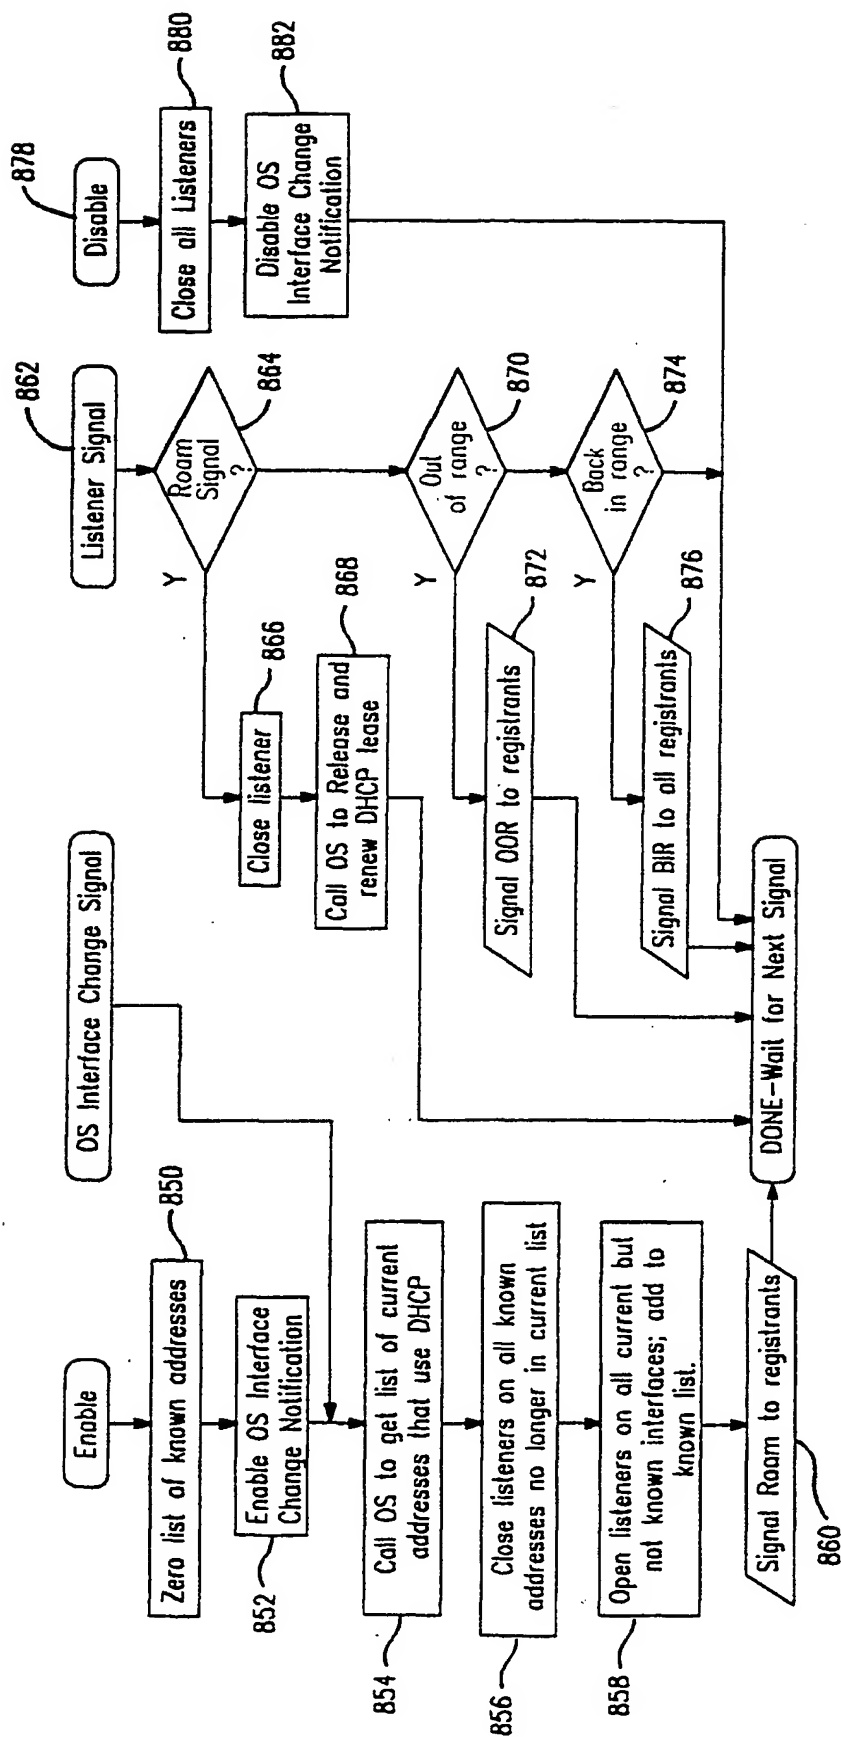 Enable
Zero list of known addresses
850
Enable OS Interface
Change Notification
852
Call OS to get list of current
addresses that use DHCP
854
Close listeners on all known
addresses no longer in current list
856
Open listeners on all current but
not known interfaces; add to
known list.
858
Signal Roam to registrants
860
OS Interface Change Signal
Listener Signal
862
Roam
Signal
?
864
Y
Close listener
866
Call OS to Release and
renew DHCP lease
868
Out
of range
?
870
Y
Signal OOR to registrants
872
Back
in range
?
874
Y
Signal BIR to all registrants
876
Disable
878
Close all Listeners
880
Disable OS
Interface Change
Notification
882
DONE-Wait for Next Signal